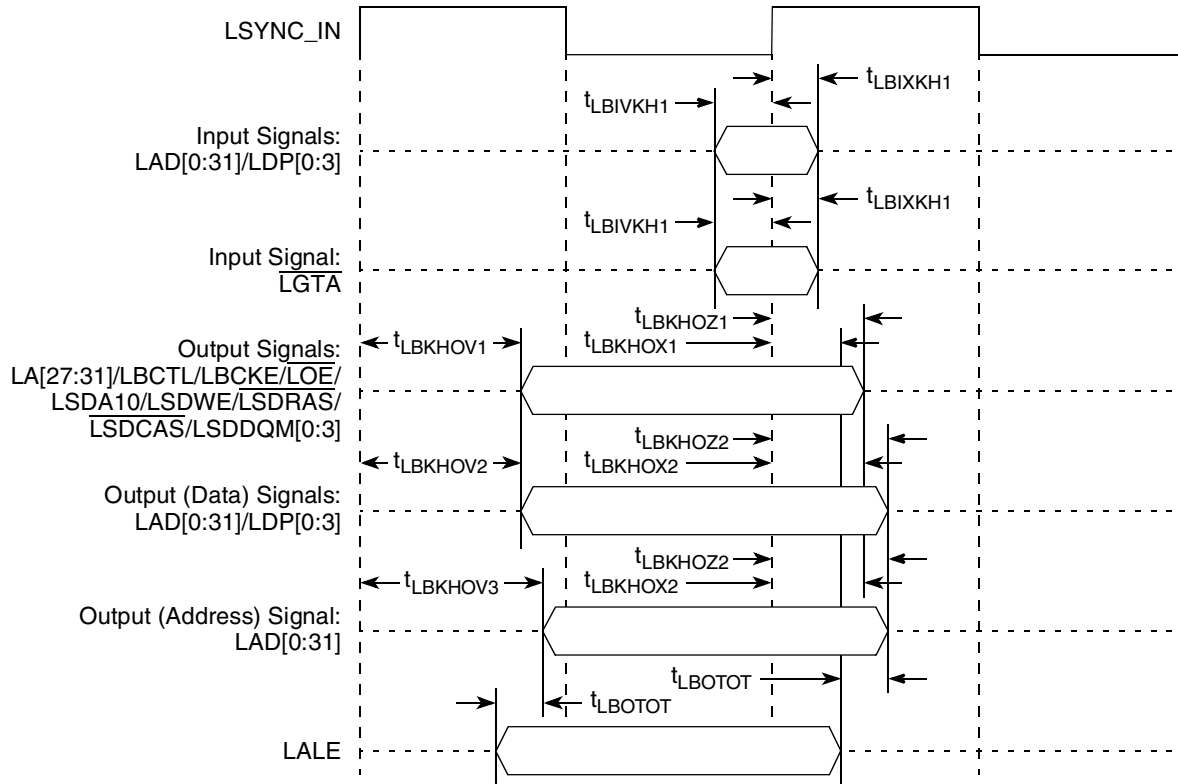 LSYNC_IN
tLBIXKH1
tLBIVKH1
Input Signals:
LAD[0:31]/LDP[0:3]
tLBIXKH1
tLBIVKH1
Input Signal:
LGTA
tLBKHOZ1
tLBKHOV1
tLBKHOX1
Output Signals:
LA[27:31]/LBCTL/LBCKE/LOE/
LSDA10/LSDWE/LSDRAS/
LSDCAS/LSDDQM[0:3]
tLBKHOZ2
tLBKHOV2
tLBKHOX2
Output (Data) Signals:
LAD[0:31]/LDP[0:3]
tLBKHOZ2
tLBKHOV3
tLBKHOX2
Output (Address) Signal:
LAD[0:31]
tLBOTOT
tLBOTOT
LALE